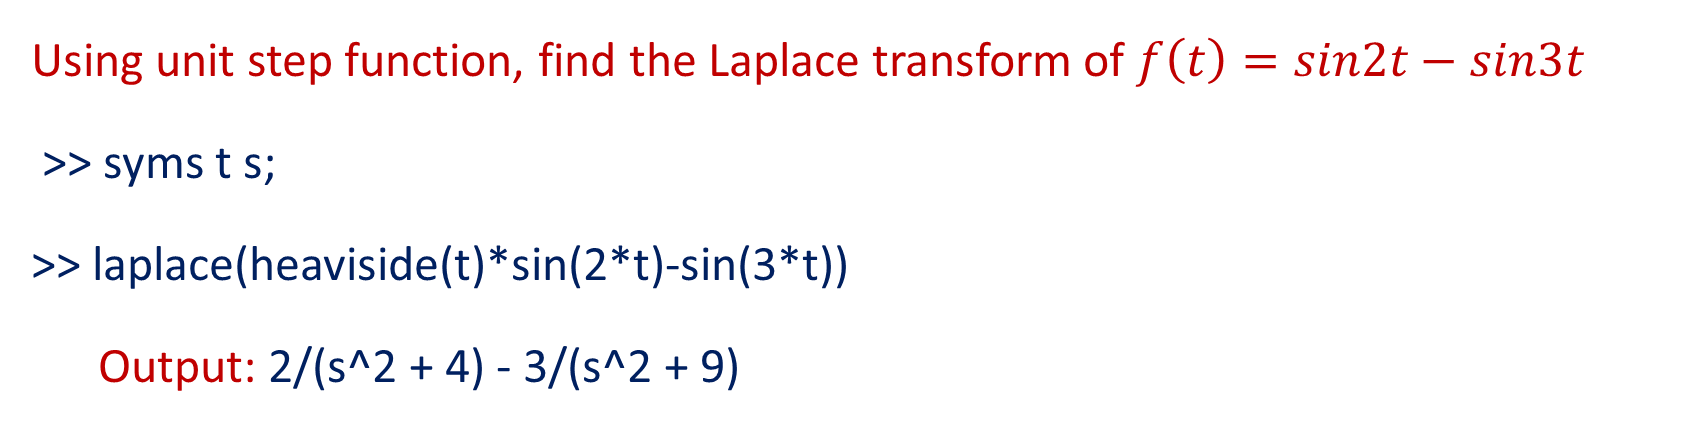 Using unit step function, find the Laplace transform of f(t) = sin2t − sin3t
>> syms t s;
>> laplace(heaviside(t)*sin(2*t)-sin(3*t))
Output: 2/(s^2 + 4) - 3/(s^2 + 9)